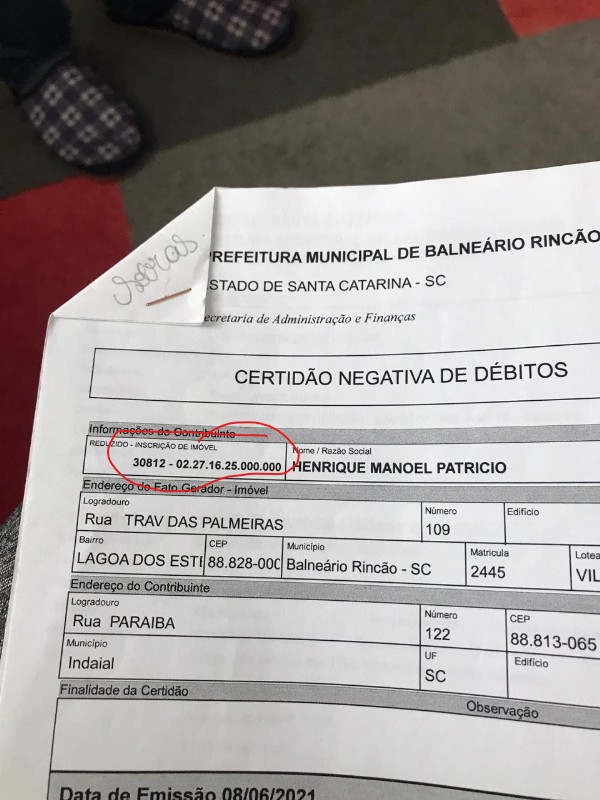 PREFEITURA MUNICIPAL DE BALNEÁRIO RINCÃO
STADO DE SANTA CATARINA - SC
ecretaria de Administração e Finanças
CERTIDÃO NEGATIVA DE DÉBITOS
Informações do Contribuinte
REDUZIDO - INSCRIÇÃO DE IMÓVEL
30812 - 02.27.16.25.000.000
Nome / Razão Social
HENRIQUE MANOEL PATRICIO
Endereço do Fato Gerador - Imóvel
Logradouro
Rua TRAV DAS PALMEIRAS
Número
109
Edifício
Bairro
LAGOA DOS ESTE
CEP
88.828-000
Município
Balneário Rincão - SC
Matricula
2445
Lotea
VIL
Endereço do Contribuinte
Logradouro
Rua PARAIBA
Número
122
CEP
88.813-065
Município
Indaial
UF
SC
Edifício
Finalidade da Certidão
Observação
Data de Emissão 08/06/2021